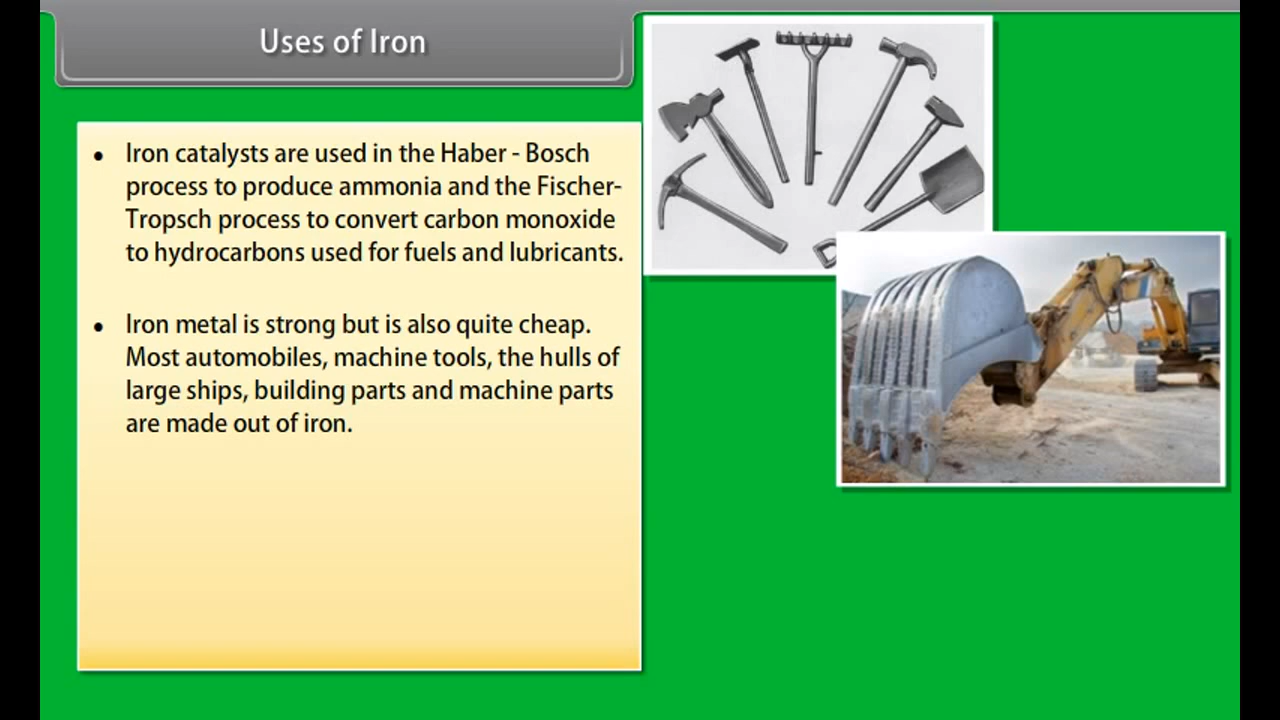 Uses of Iron
• Iron catalysts are used in the Haber - Bosch
process to produce ammonia and the Fischer-
Tropsch process to convert carbon monoxide
to hydrocarbons used for fuels and lubricants.
• Iron metal is strong but is also quite cheap.
Most automobiles, machine tools, the hulls of
large ships, building parts and machine parts
are made out of iron.